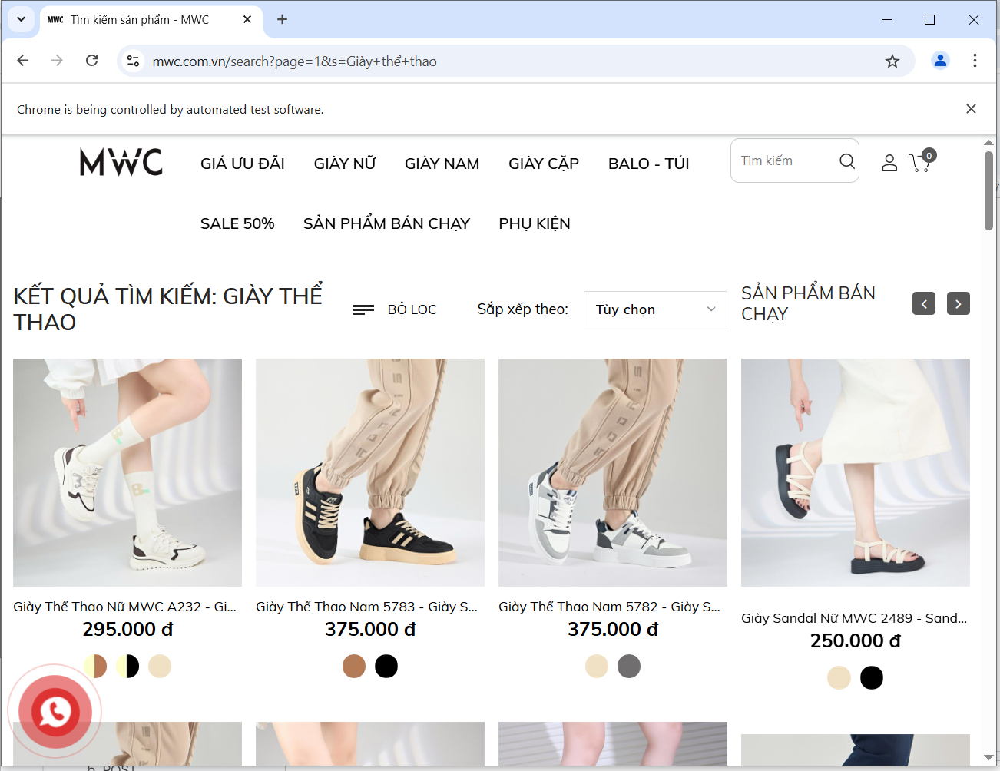 MWC Tìm kiếm sản phẩm - MWC
mwc.com.vn/search?page=1&s=Giày+thể+thao
Chrome is being controlled by automated test software.
MWC
GIÁ ƯU ĐÃI GIÀY NỮ GIÀY NAM GIÀY CẶP BALO - TÚI
Tìm kiếm
0
SALE 50% SẢN PHẨM BÁN CHẠY PHỤ KIỆN
KẾT QUẢ TÌM KIẾM: GIÀY THỂ
THAO
BỘ LỌC
Sắp xếp theo:
Tùy chọn
SẢN PHẨM BÁN
CHẠY
Giày Thể Thao Nữ MWC A232 - Gi...
295.000 đ
Giày Thể Thao Nam 5783 - Giày S...
375.000 đ
Giày Thể Thao Nam 5782 - Giày S...
375.000 đ
Giày Sandal Nữ MWC 2489 - Sand...
250.000 đ